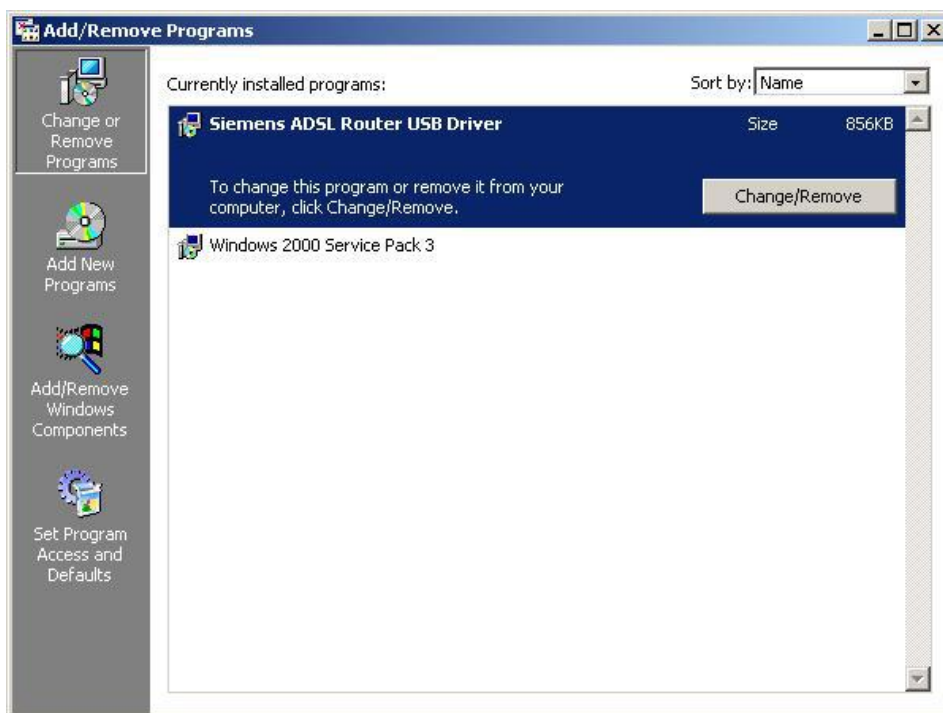 Add/Remove Programs
Change or
Remove
Programs
Add New
Programs
Add/Remove
Windows
Components
Set Program
Access and
Defaults
Currently installed programs:
Sort by: Name
Siemens ADSL Router USB Driver Size 856KB
To change this program or remove it from your
computer, click Change/Remove.
Change/Remove
Windows 2000 Service Pack 3